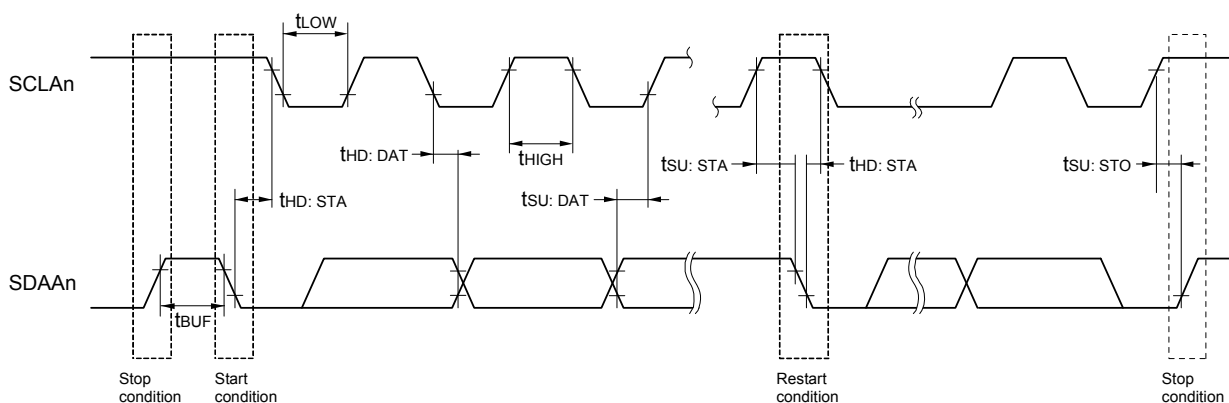 tLOW
SCLAn
tHD: DAT
tHIGH
tSU: STA
tHD: STA
tSU: STO
tHD: STA
tSU: DAT
SDAAn
tBUF
Stop
condition
Start
condition
Restart
condition
Stop
condition